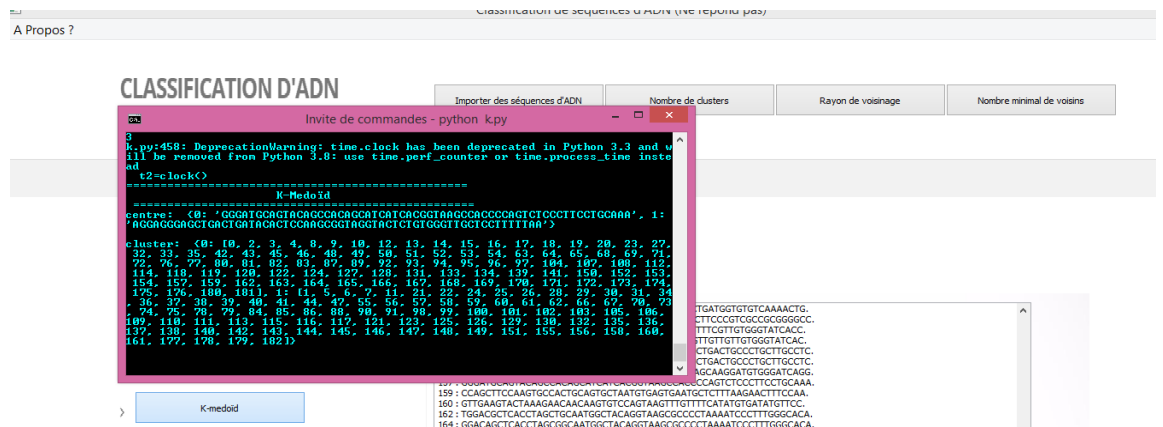 Classification de séquences d'ADN (Ne répond pas)
A Propos ?
CLASSIFICATION D'ADN
Importer des séquences d'ADN
Nombre de clusters
Rayon de voisinage
Nombre minimal de voisins
Invite de commandes - python k.py
3
k.py:458: DeprecationWarning: time.clock has been deprecated in Python 3.3 and w
ill be removed from Python 3.8: use time.perf_counter or time.process_time inste
ad
t2=clock()
==================================================
K-Medoïd
==================================================
centre: {0: 'GGGATGCAGTACAGCCACAGCATCATCACGGTAAGCCACCCCAGTCTCCCTTCCTGCAAA', 1:
'AGGAGGGAGCTGACTGATACACTCCAAGCGGTAGGTACTCTGTGGGTTGCTCCTTTTTAA'}
cluster: {0: [0, 2, 3, 4, 8, 9, 10, 12, 13, 14, 15, 16, 17, 18, 19, 20, 23, 27,
32, 33, 35, 42, 43, 45, 46, 48, 49, 50, 51, 52, 53, 54, 63, 64, 65, 68, 69, 71,
72, 76, 77, 80, 81, 82, 83, 87, 89, 92, 93, 94, 95, 96, 97, 104, 107, 108, 112,
114, 118, 119, 120, 122, 124, 127, 128, 131, 133, 134, 139, 141, 150, 152, 153,
154, 157, 159, 162, 163, 164, 165, 166, 167, 168, 169, 170, 171, 172, 173, 174,
175, 176, 180, 181], 1: [1, 5, 6, 7, 11, 21, 22, 24, 25, 26, 28, 29, 30, 31, 34
, 36, 37, 38, 39, 40, 41, 44, 47, 55, 56, 57, 58, 59, 60, 61, 62, 66, 67, 70, 73
, 74, 75, 78, 79, 84, 85, 86, 88, 90, 91, 98, 99, 100, 101, 102, 103, 105, 106,
109, 110, 111, 113, 115, 116, 117, 121, 123, 125, 126, 129, 130, 132, 135, 136,
137, 138, 140, 142, 143, 144, 145, 146, 147, 148, 149, 151, 155, 156, 158, 160,
161, 177, 178, 179, 182]}
CTGATGGTGTGTCAAAACTG.
CTTCCCGTCGCCGCGGGGCC.
TTTCGTTGTGGGTATCACC.
GTTGTTGTTGTGGGTATCAC.
CTGACTGCCCTGCTTGCCTC.
CTGACTGCCCTGCTTGCCTC.
AGCAAGGATGTGGGATCAGG.
157 : GGGATGCAGTACAGCCACAGCATCATCACGGTAAGCCACCCCAGTCTCCCTTCCTGCAAA.
159 : CCAGCTTCCAAGTGCCACTGCAGTGCTAATGTGAGTGAATGCTCTTTAAGAACTTTCCAA.
160 : GTTGAAGTACTAAAGAACAACAAGTGTCCAGTAAGTTTGTTTTCATATGTGATATGTTCC.
162 : TGGACGCTCACCTAGCTGCAATGGCTACAGGTAAGCGCCCCTAAAATCCCTTTGGGCACA.
164 : GGACAGCTCACCTAGCGGCAATGGCTACAGGTAAGCGCCCCTAAAATCCCTTTGGGCACA.
K-medoïd